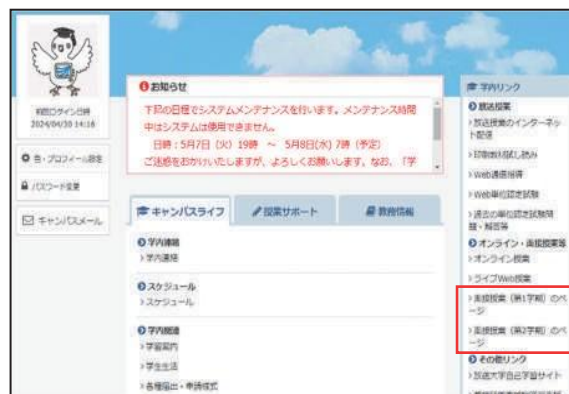 前回ログイン日時
2024/04/30 14:16
色・プロフィール設定
パスワード変更
キャンパスメール
お知らせ
下記の日程でシステムメンテナンスを行います。メンテナンス時間
中はシステムは使用できません。
日時：5月7日（火）19時 ～ 5月8日(水) 7時（予定）
ご迷惑をおかけいたしますが、よろしくお願いします。なお、「学
キャンパスライフ
授業サポート
教務情報
学内連絡
学内連絡
スケジュール
スケジュール
学内関連
学習案内
学生生活
各種届出・申請様式
学内リンク
放送授業
放送授業のインターネッ
ト配信
印刷教材試し読み
Web通信指導
Web単位認定試験
過去の単位認定試験問
題・解答等
オンライン・面接授業等
オンライン授業
ライブWeb授業
面接授業（第1学期）のペ
ージ
面接授業（第2学期）のペ
ージ
その他リンク
放送大学自己学習サイト